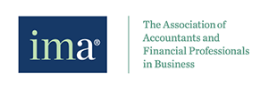 ima®
The Association of
Accountants and
Financial Professionals
in Business